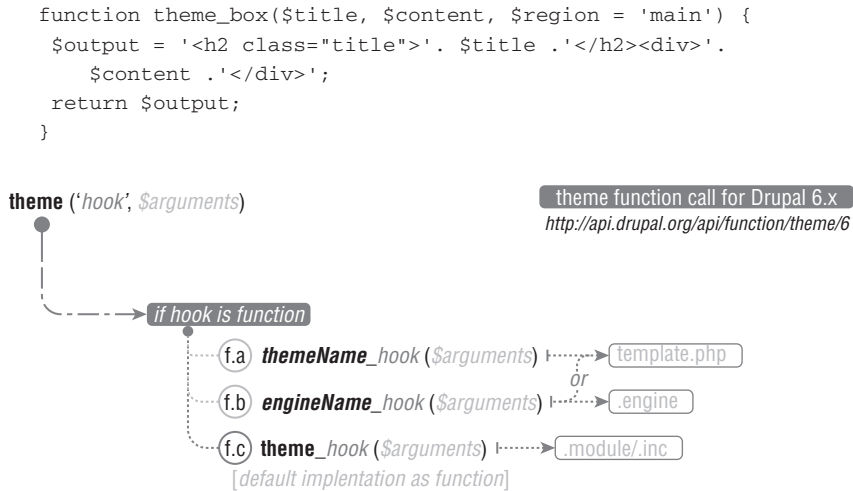 function theme_box($title, $content, $region = 'main') {
$output = '<h2 class="title">'. $title .'</h2><div>'.
$content .'</div>';
return $output;
}
theme ('hook', $arguments)
theme function call for Drupal 6.x
http://api.drupal.org/api/function/theme/6
if hook is function
f.a themeName_hook ($arguments) template.php
or
f.b engineName_hook ($arguments) .engine
f.c theme_hook ($arguments) .module/.inc
[default implentation as function]